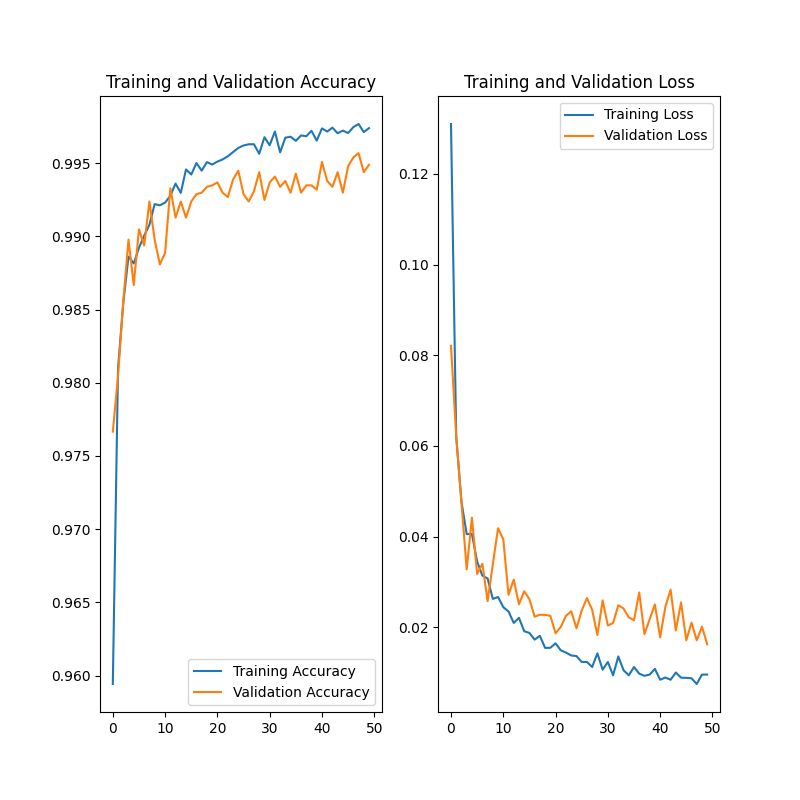 Training and Validation Accuracy
0.995
0.990
0.985
0.980
0.975
0.970
0.965
0.960
Training Accuracy
Validation Accuracy
0 10 20 30 40 50
Training and Validation Loss
Training Loss
Validation Loss
0.12
0.10
0.08
0.06
0.04
0.02
0 10 20 30 40 50